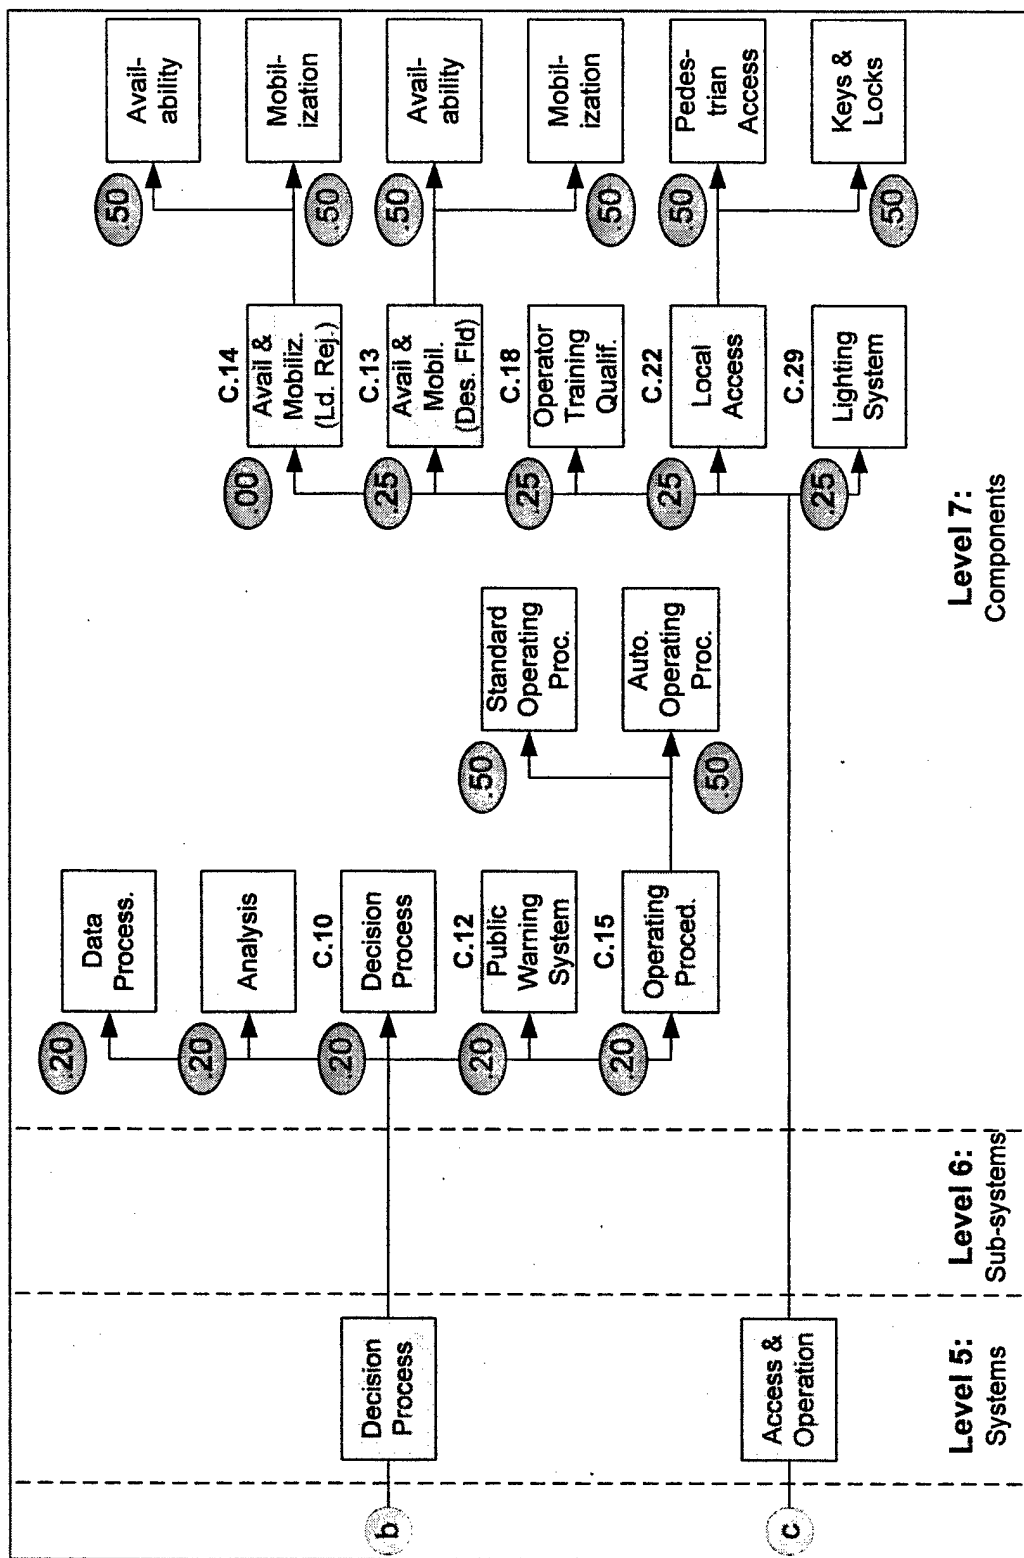 b
Decision
Process
.20
Data
Process.
.20
Analysis
.20
C.10
Decision
Process
.20
C.12
Public
Warning
System
.20
C.15
Operating
Proced.
.50
Standard
Operating
Proc.
.50
Auto.
Operating
Proc.
c
Access &
Operation
.00
C.14
Avail &
Mobiliz.
(Ld. Rej.)
.50
Avail-
ability
.50
Mobil-
ization
.25
C.13
Avail &
Mobil.
(Des. Fld)
.50
Avail-
ability
.50
Mobil-
ization
.25
C.18
Operator
Training
Qualif.
.25
C.22
Local
Access
.50
Pedes-
trian
Access
.50
Keys &
Locks
.25
C.29
Lighting
System
Level 5:
Systems
Level 6:
Sub-systems
Level 7:
Components